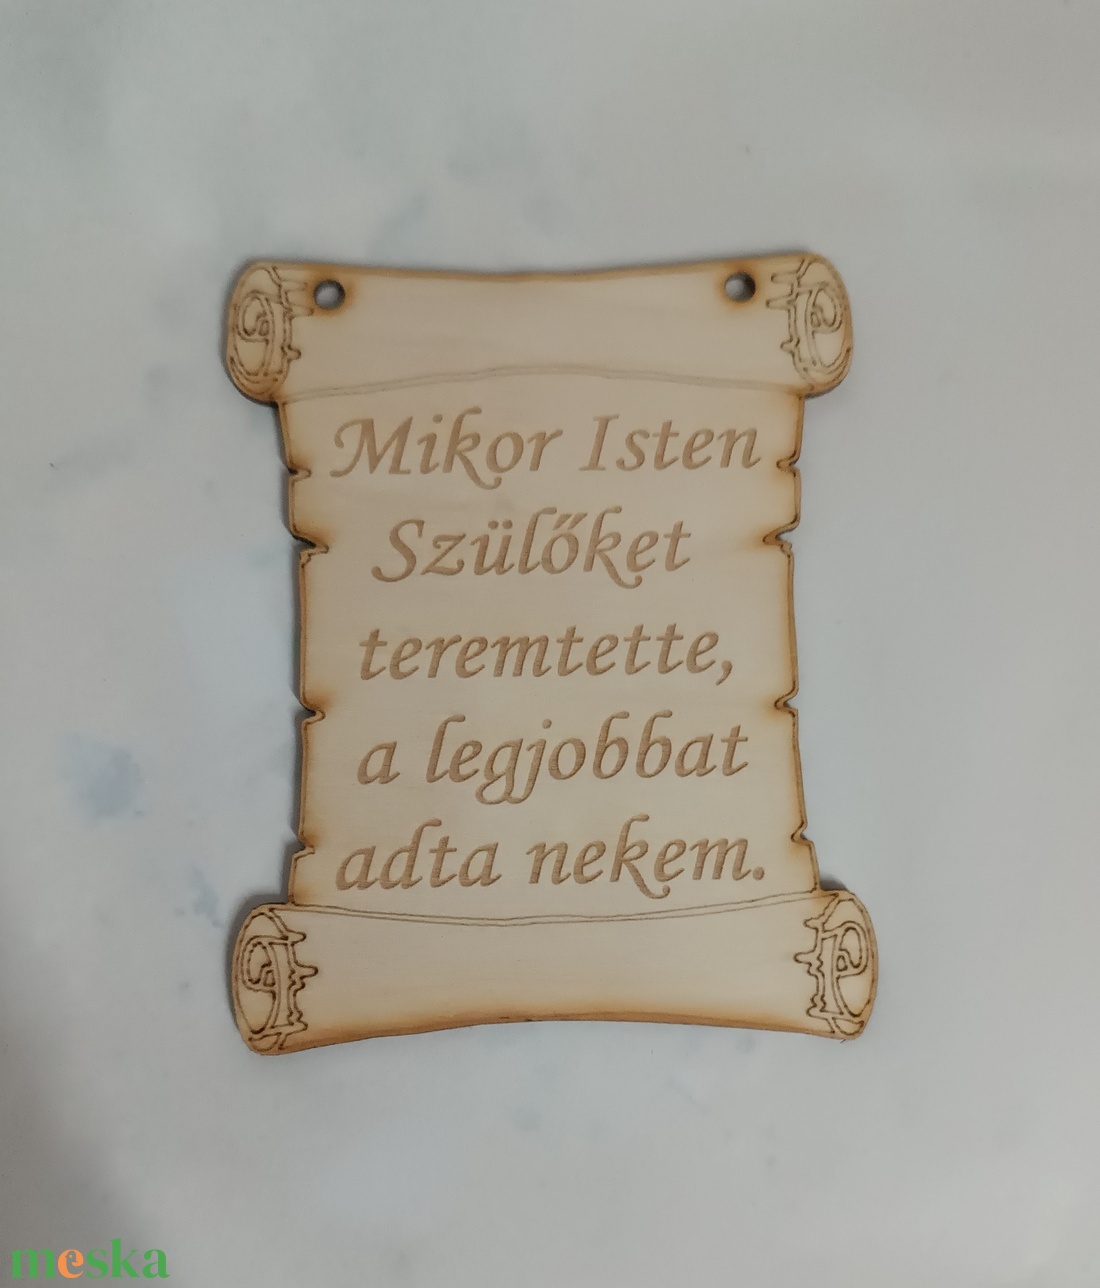 Mikor Isten
Szülőket
teremtette,
a legjobbat
adta nekem.
meska